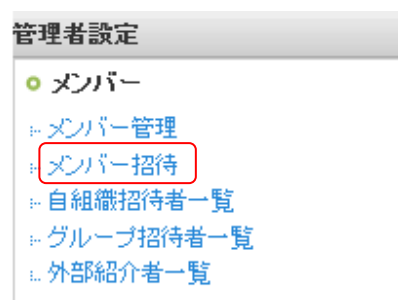 管理者設定
メンバー
メンバー管理
メンバー招待
自組織招待者一覧
グループ招待者一覧
外部紹介者一覧